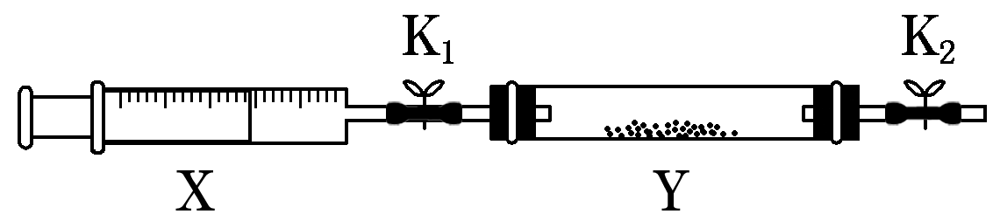 K₁ K₂
X Y